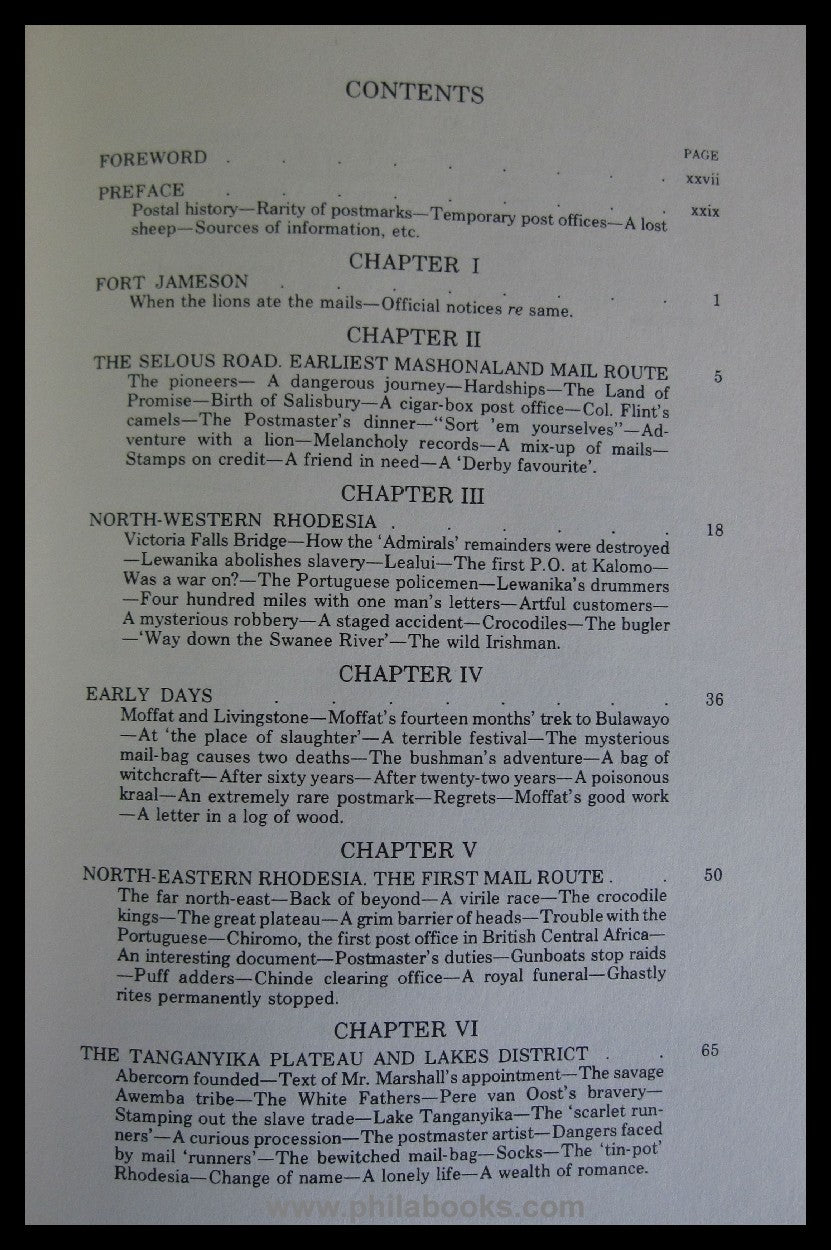 CONTENTS
PAGE
FOREWORD . . . . . . . . xxvii
PREFACE . . . . . . . . xxix
Postal history—Rarity of postmarks—Temporary post offices—A lost
sheep—Sources of information, etc.
CHAPTER I
FORT JAMESON . . . . . . . . 1
When the lions ate the mails—Official notices re same.
CHAPTER II
THE SELOUS ROAD. EARLIEST MASHONALAND MAIL ROUTE 5
The pioneers— A dangerous journey—Hardships—The Land of
Promise—Birth of Salisbury—A cigar-box post office—Col. Flint's
camels—The Postmaster's dinner—“Sort 'em yourselves”—Ad-
venture with a lion—Melancholy records—A mix-up of mails—
Stamps on credit—A friend in need—A ‘Derby favourite’.
CHAPTER III
NORTH-WESTERN RHODESIA . . . . . . 18
Victoria Falls Bridge—How the ‘Admirals’ remainders were destroyed
—Lewanika abolishes slavery—Lealui—The first P.O. at Kalomo—
Was a war on?—The Portuguese policemen—Lewanika's drummers
—Four hundred miles with one man's letters—Artful customers—
A mysterious robbery—A staged accident—Crocodiles—The bugler
—‘Way down the Swanee River’—The wild Irishman.
CHAPTER IV
EARLY DAYS . . . . . . . . 36
Moffat and Livingstone—Moffat's fourteen months' trek to Bulawayo
—At ‘the place of slaughter’—A terrible festival—The mysterious
mail-bag causes two deaths—The bushman's adventure—A bag of
witchcraft—After sixty years—After twenty-two years—A poisonous
kraal—An extremely rare postmark—Regrets—Moffat's good work
—A letter in a log of wood.
CHAPTER V
NORTH-EASTERN RHODESIA. THE FIRST MAIL ROUTE . . 50
The far north-east—Back of beyond—A virile race—The crocodile
kings—The great plateau—A grim barrier of heads—Trouble with the
Portuguese—Chiromo, the first post office in British Central Africa—
An interesting document—Postmaster's duties—Gunboats stop raids
—Puff adders—Chinde clearing office—A royal funeral—Ghastly
rites permanently stopped.
CHAPTER VI
THE TANGANYIKA PLATEAU AND LAKES DISTRICT . . 65
Abercorn founded—Text of Mr. Marshall's appointment—The savage
Awemba tribe—The White Fathers—Pere van Oost's bravery—
Stamping out the slave trade—Lake Tanganyika—The ‘scarlet run-
ners’—A curious procession—The postmaster artist—Dangers faced
by mail ‘runners’—The bewitched mail-bag—Socks—The ‘tin-pot’
Rhodesia—Change of name—A lonely life—A wealth of romance.
www.philabooks.com